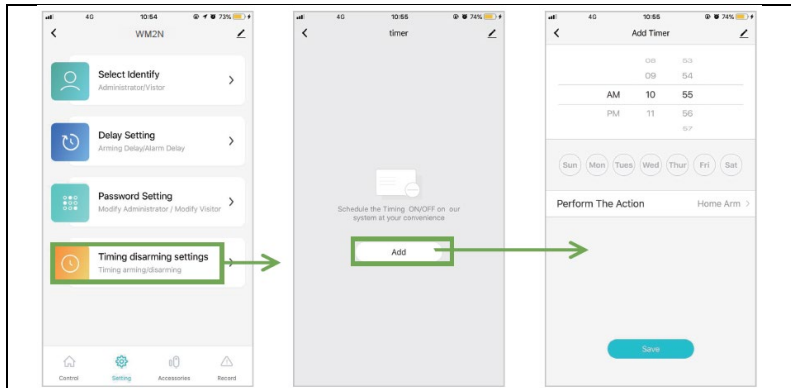 4G 10:54 73%
WM2N
Select Identify
Administrator/Vistor
Delay Setting
Arming Delay/Alarm Delay
Password Setting
Modify Administrator / Modify Visitor
Timing disarming settings
Timing arming/disarming
Control Setting Accessories Record
4G 10:55 74%
timer
Schedule the Timing ON/OFF on our
system at your convenience
Add
4G 10:55 74%
Add Timer
08 53
09 54
AM 10 55
PM 11 56
57
Sun Mon Tues Wed Thur Fri Sat
Perform The Action Home Arm
Save